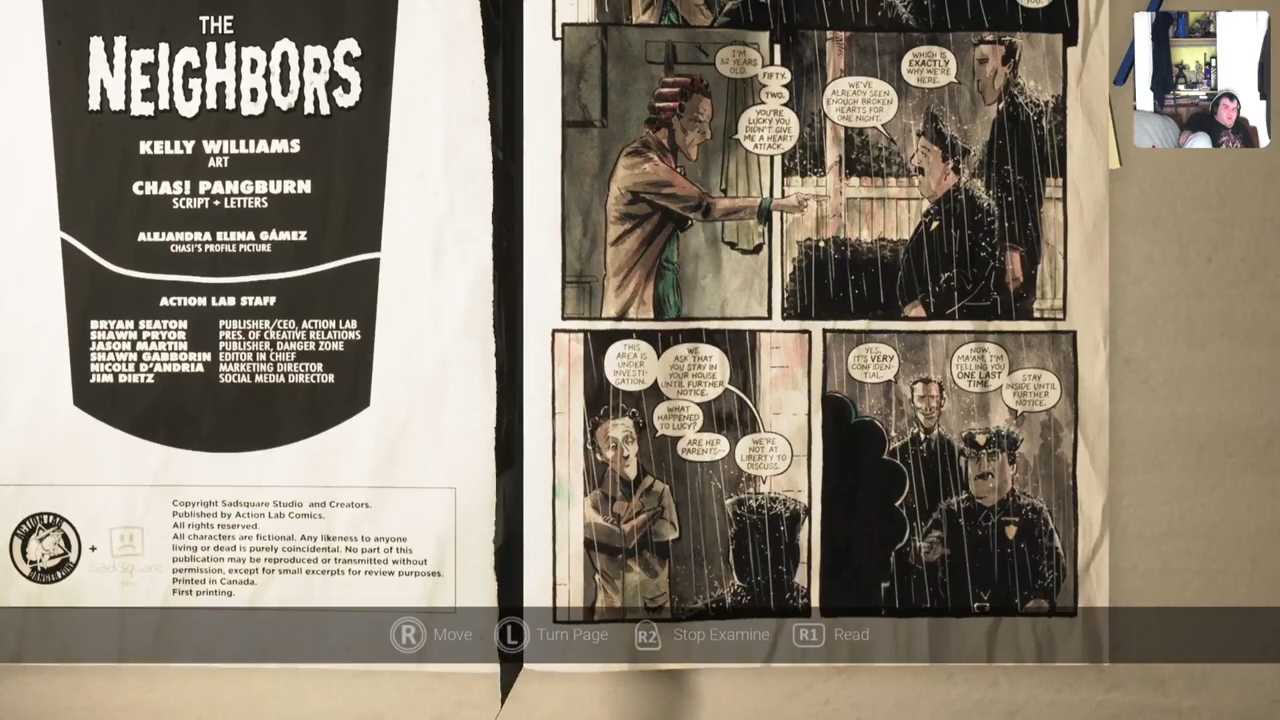 THE
NEIGHBORS
KELLY WILLIAMS
ART
CHAS! PANGBURN
SCRIPT + LETTERS
ALEJANDRA ELENA GÁMEZ
CHAS!'S PROFILE PICTURE
ACTION LAB STAFF
BRYAN SEATON PUBLISHER/CEO, ACTION LAB
SHAWN PRYOR PRES. OF CREATIVE RELATIONS
JASON MARTIN PUBLISHER, DANGER ZONE
SHAWN GABBORIN EDITOR IN CHIEF
NICOLE D'ANDRIA MARKETING DIRECTOR
JIM DIETZ SOCIAL MEDIA DIRECTOR
ACTION LAB
DANGER ZONE
+
Sadsquare
Copyright Sadsquare Studio and Creators.
Published by Action Lab Comics.
All rights reserved.
All characters are fictional. Any likeness to anyone
living or dead is purely coincidental. No part of this
publication may be reproduced or transmitted without
permission, except for small excerpts for review purposes.
Printed in Canada.
First printing.
YOU.
I'M
52 YEARS
OLD.
FIFTY.
TWO.
YOU'RE
LUCKY YOU
DIDN'T GIVE
ME A HEART
ATTACK.
WE'VE
ALREADY SEEN
ENOUGH BROKEN
HEARTS FOR
ONE NIGHT.
WHICH IS
EXACTLY
WHY WE'RE
HERE.
THIS
AREA IS
UNDER
INVESTI-
GATION.
WE
ASK THAT
YOU STAY IN
YOUR HOUSE
UNTIL FURTHER
NOTICE.
WHAT
HAPPENED
TO LUCY?
ARE HER
PARENTS--
WE'RE
NOT AT
LIBERTY TO
DISCUSS.
YES,
IT'S VERY
CONFIDEN-
TIAL.
NOW,
MA'AM, I'M
TELLING YOU
ONE LAST
TIME.
STAY
INSIDE UNTIL
FURTHER
NOTICE.
R Move L Turn Page R2 Stop Examine R1 Read